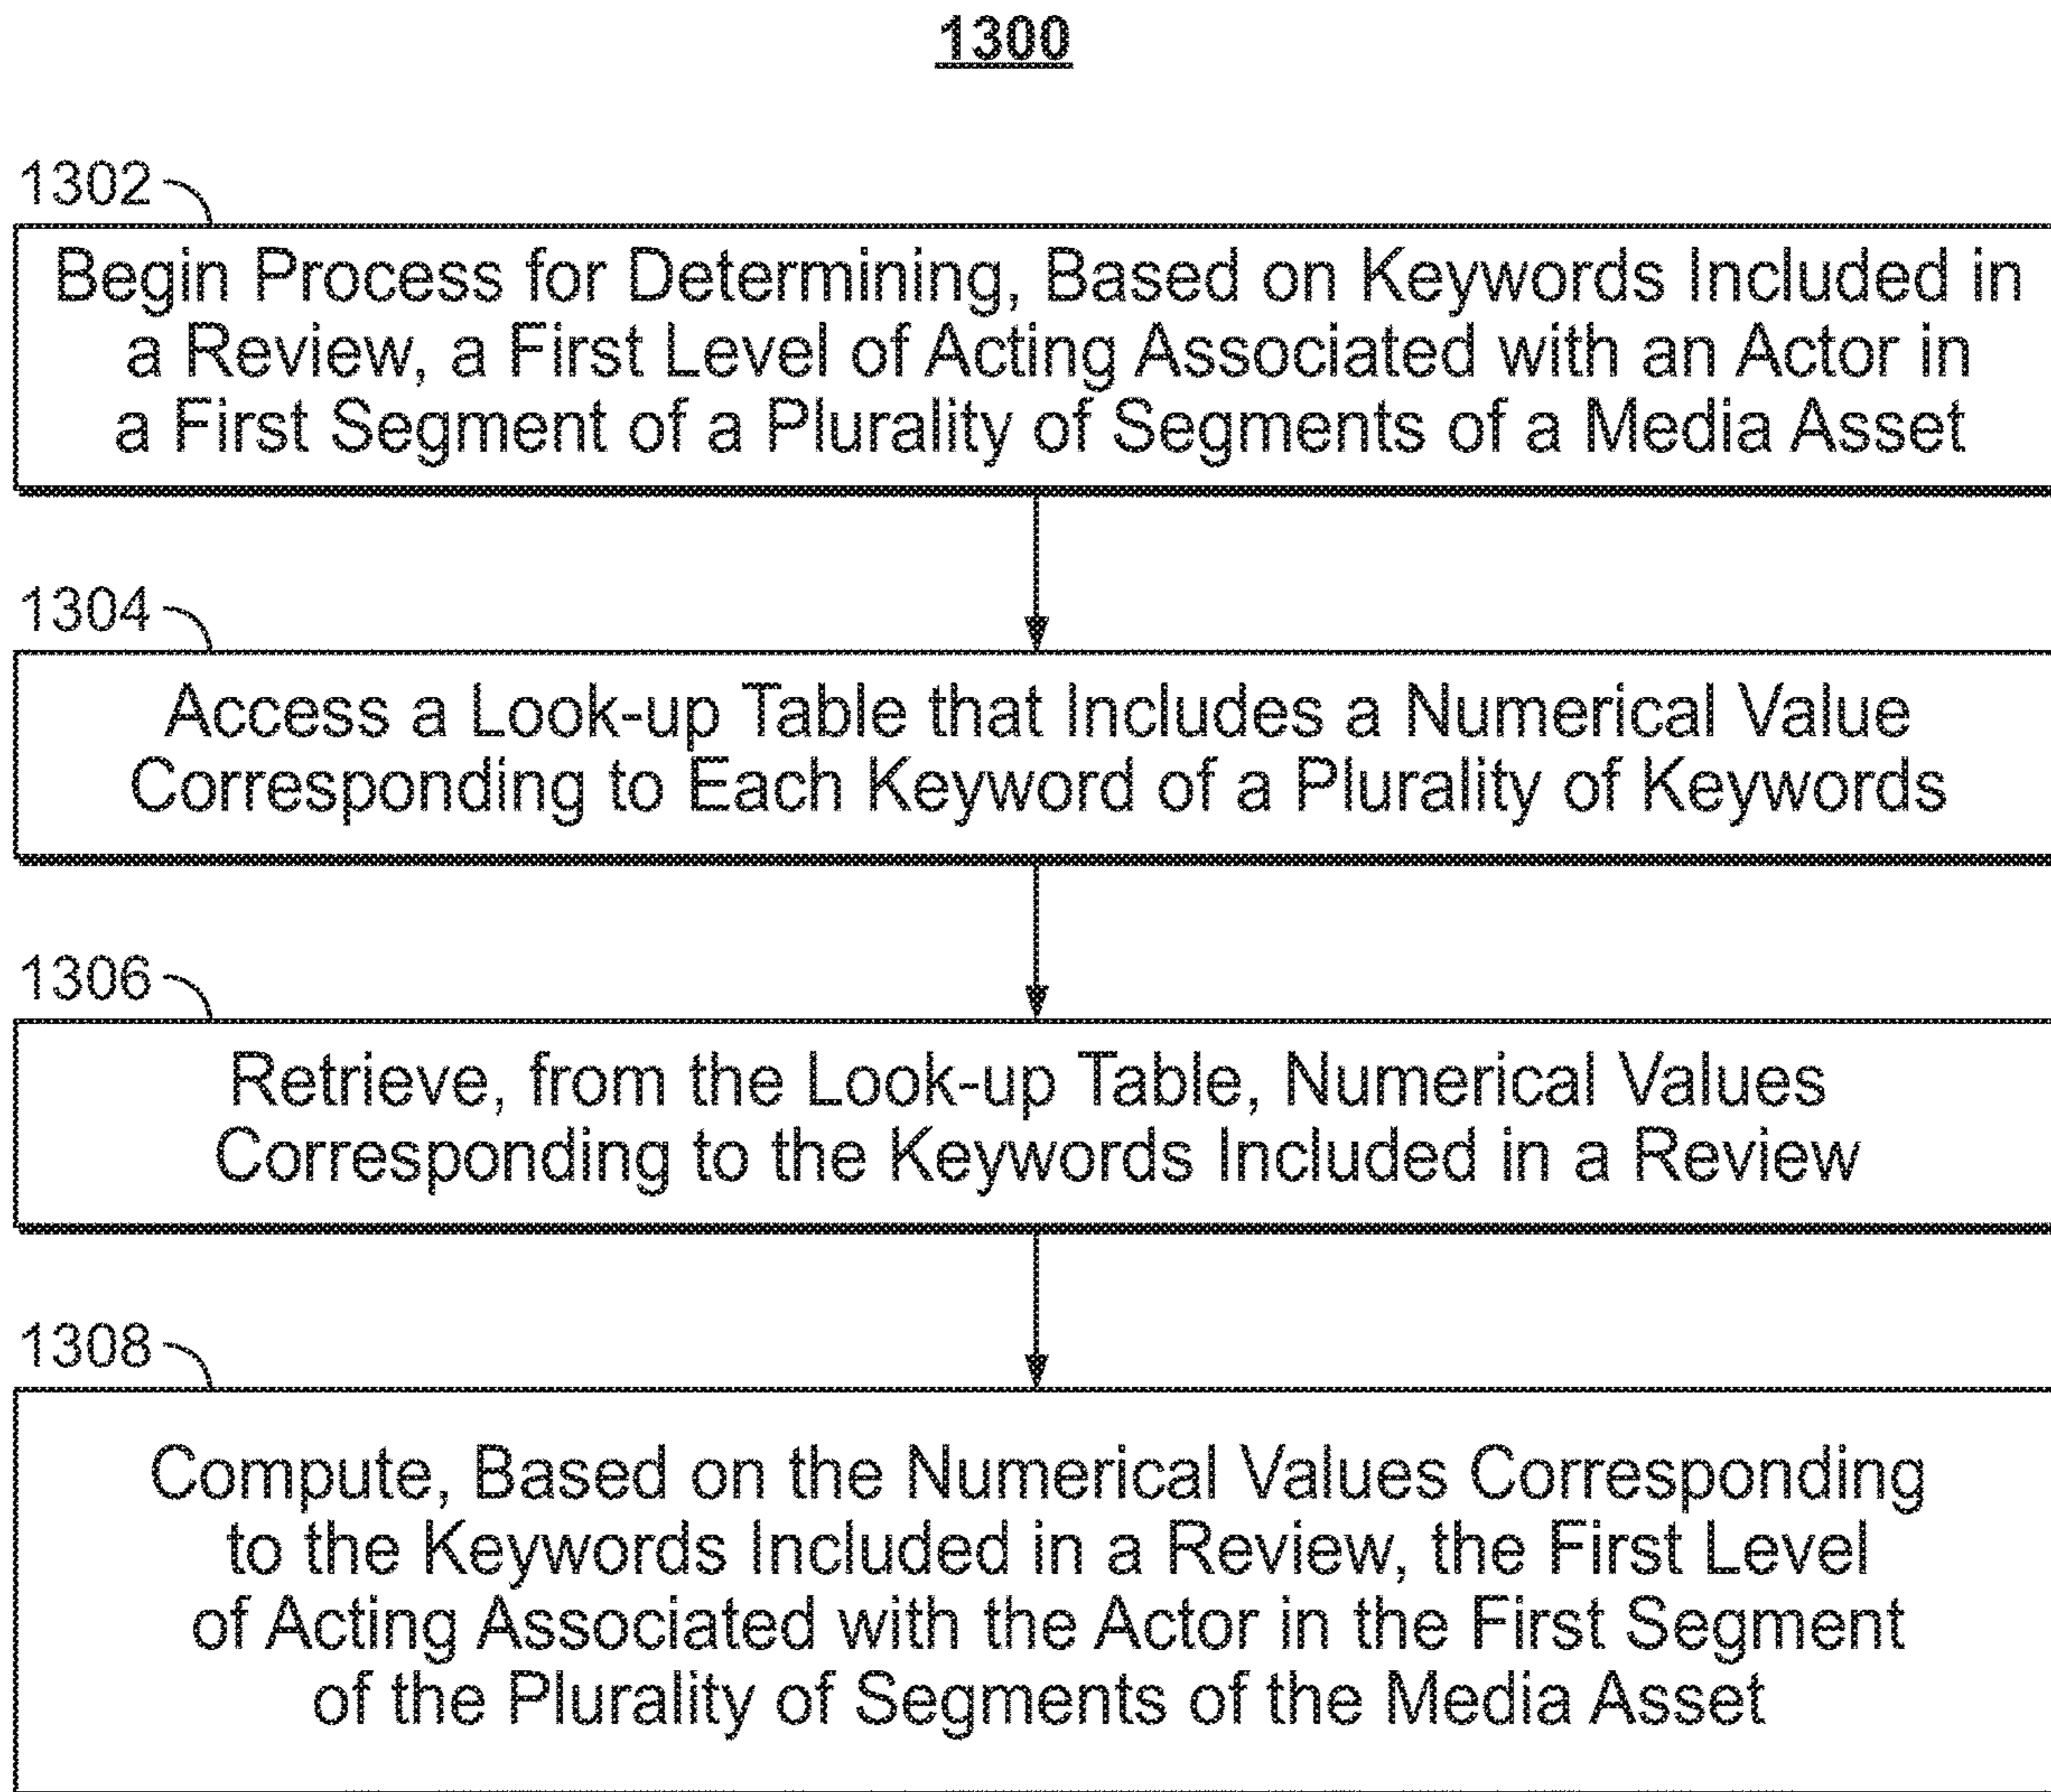 1300
1302
Begin Process for Determining, Based on Keywords Included in
a Review, a First Level of Acting Associated with an Actor in
a First Segment of a Plurality of Segments of a Media Asset
1304
Access a Look-up Table that Includes a Numerical Value
Corresponding to Each Keyword of a Plurality of Keywords
1306
Retrieve, from the Look-up Table, Numerical Values
Corresponding to the Keywords Included in a Review
1308
Compute, Based on the Numerical Values Corresponding
to the Keywords Included in a Review, the First Level
of Acting Associated with the Actor in the First Segment
of the Plurality of Segments of the Media Asset